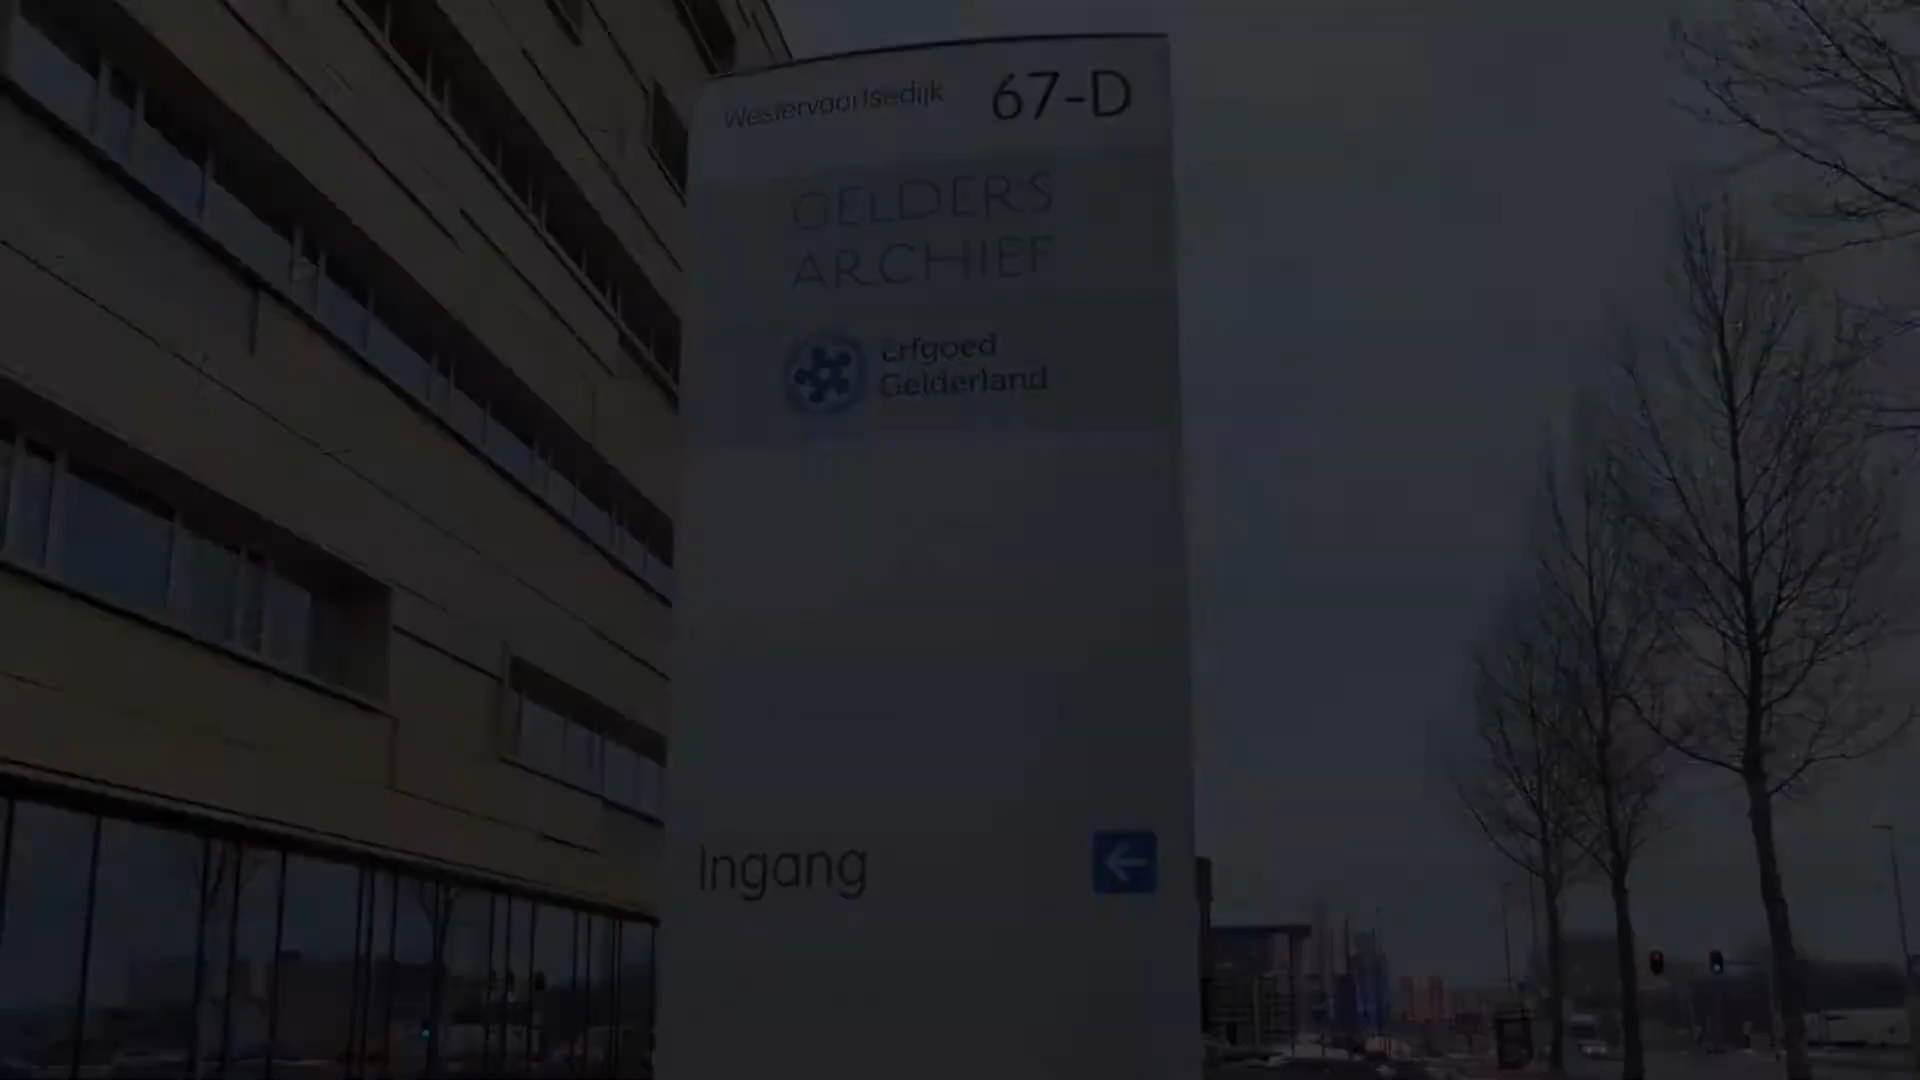 Westervoortsedijk 67-D
GELDERS
ARCHIEF
Erfgoed
Gelderland
Ingang